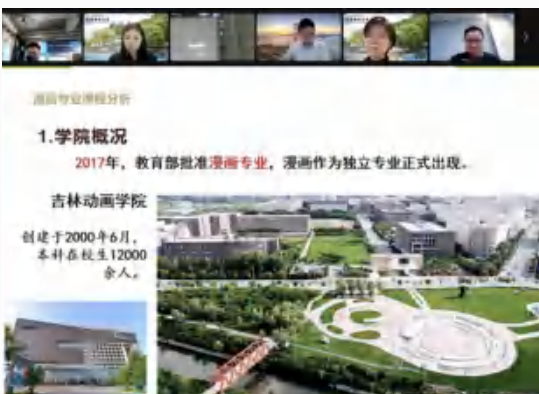 漫画专业课程分析
1.学院概况
2017年，教育部批准漫画专业，漫画作为独立专业正式出现。
吉林动画学院
创建于2000年6月，
本科在校生12000
余人。